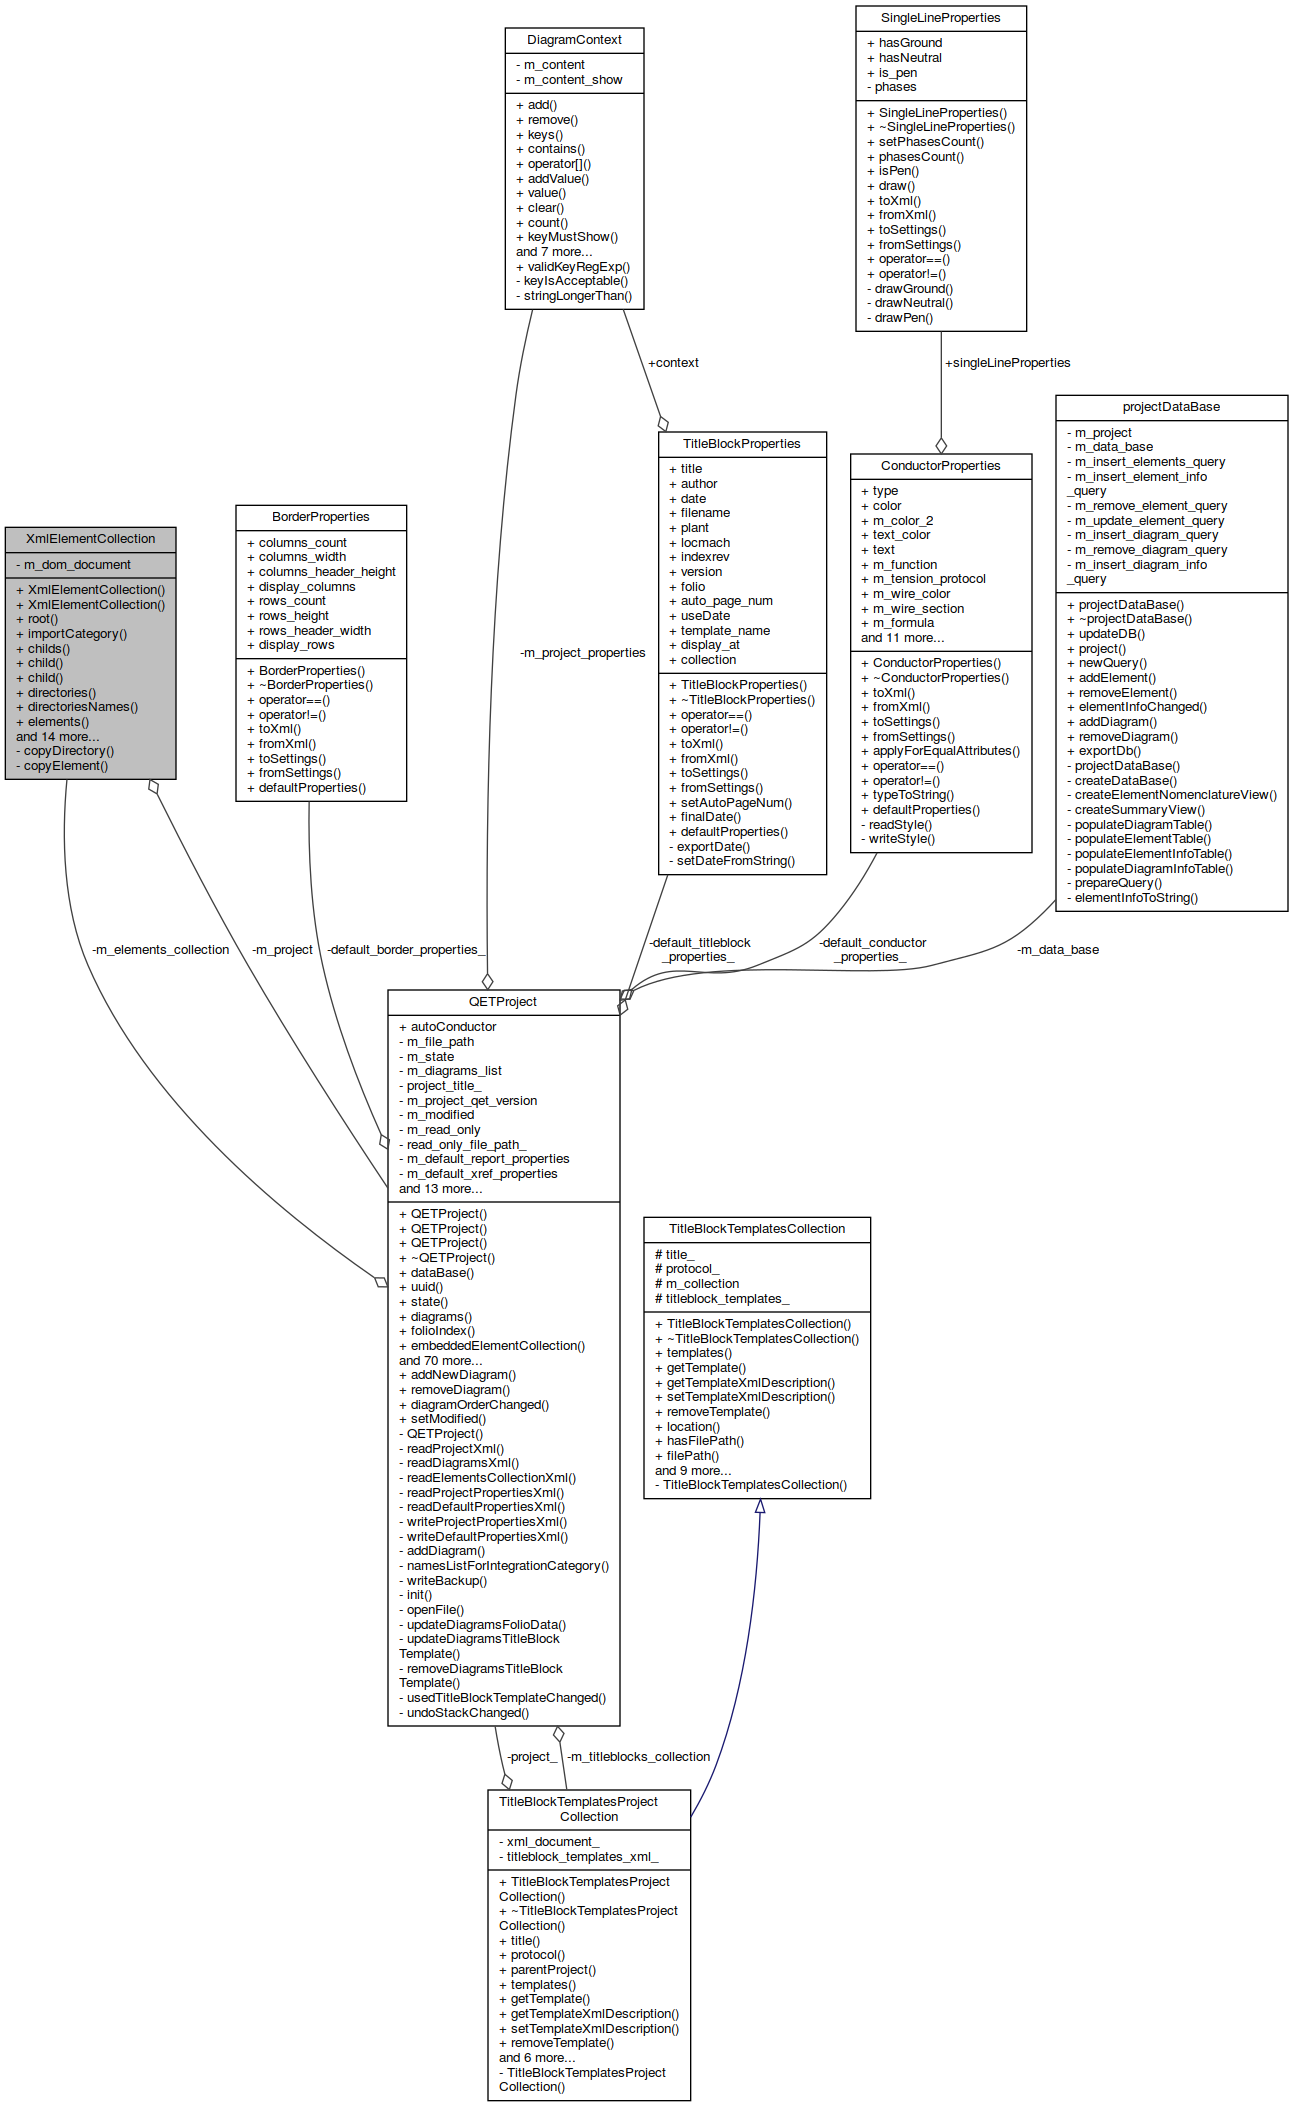 SingleLineProperties
+ hasGround
+ hasNeutral
+ is_pen
- phases
+ SingleLineProperties()
+ ~SingleLineProperties()
+ setPhasesCount()
+ phasesCount()
+ isPen()
+ draw()
+ toXml()
+ fromXml()
+ toSettings()
+ fromSettings()
+ operator==()
+ operator!=()
- drawGround()
- drawNeutral()
- drawPen()
DiagramContext
- m_content
- m_content_show
+ add()
+ remove()
+ keys()
+ contains()
+ operator[]()
+ addValue()
+ value()
+ clear()
+ count()
+ keyMustShow()
and 7 more...
+ validKeyRegExp()
- keyIsAcceptable()
- stringLongerThan()
+context
+singleLineProperties
projectDataBase
- m_project
- m_data_base
- m_insert_elements_query
- m_insert_element_info
_query
- m_remove_element_query
- m_update_element_query
- m_insert_diagram_query
- m_remove_diagram_query
- m_insert_diagram_info
_query
+ projectDataBase()
+ ~projectDataBase()
+ updateDB()
+ project()
+ newQuery()
+ addElement()
+ removeElement()
+ elementInfoChanged()
+ addDiagram()
+ removeDiagram()
+ exportDb()
- projectDataBase()
- createDataBase()
- createElementNomenclatureView()
- createSummaryView()
- populateDiagramTable()
- populateElementTable()
- populateElementInfoTable()
- populateDiagramInfoTable()
- prepareQuery()
- elementInfoToString()
TitleBlockProperties
+ title
+ author
+ date
+ filename
+ plant
+ locmach
+ indexrev
+ version
+ folio
+ auto_page_num
+ useDate
+ template_name
+ display_at
+ collection
+ TitleBlockProperties()
+ ~TitleBlockProperties()
+ operator==()
+ operator!=()
+ toXml()
+ fromXml()
+ toSettings()
+ fromSettings()
+ setAutoPageNum()
+ finalDate()
+ defaultProperties()
- exportDate()
- setDateFromString()
ConductorProperties
+ type
+ color
+ m_color_2
+ text_color
+ text
+ m_function
+ m_tension_protocol
+ m_wire_color
+ m_wire_section
+ m_formula
and 11 more...
+ ConductorProperties()
+ ~ConductorProperties()
+ toXml()
+ fromXml()
+ toSettings()
+ fromSettings()
+ applyForEqualAttributes()
+ operator==()
+ operator!=()
+ typeToString()
+ defaultProperties()
- readStyle()
- writeStyle()
BorderProperties
+ columns_count
+ columns_width
+ columns_header_height
+ display_columns
+ rows_count
+ rows_height
+ rows_header_width
+ display_rows
+ BorderProperties()
+ ~BorderProperties()
+ operator==()
+ operator!=()
+ toXml()
+ fromXml()
+ toSettings()
+ fromSettings()
+ defaultProperties()
XmlElementCollection
- m_dom_document
+ XmlElementCollection()
+ XmlElementCollection()
+ root()
+ importCategory()
+ childs()
+ child()
+ child()
+ directories()
+ directoriesNames()
+ elements()
and 14 more...
- copyDirectory()
- copyElement()
-m_project_properties
-m_elements_collection
-m_project
-default_border_properties_
-default_titleblock
_properties_
-default_conductor
_properties_
-m_data_base
QETProject
+ autoConductor
- m_file_path
- m_state
- m_diagrams_list
- project_title_
- m_project_qet_version
- m_modified
- m_read_only
- read_only_file_path_
- m_default_report_properties
- m_default_xref_properties
and 13 more...
+ QETProject()
+ QETProject()
+ QETProject()
+ ~QETProject()
+ dataBase()
+ uuid()
+ state()
+ diagrams()
+ folioIndex()
+ embeddedElementCollection()
and 70 more...
+ addNewDiagram()
+ removeDiagram()
+ diagramOrderChanged()
+ setModified()
- QETProject()
- readProjectXml()
- readDiagramsXml()
- readElementsCollectionXml()
- readProjectPropertiesXml()
- readDefaultPropertiesXml()
- writeProjectPropertiesXml()
- writeDefaultPropertiesXml()
- addDiagram()
- namesListForIntegrationCategory()
- writeBackup()
- init()
- openFile()
- updateDiagramsFolioData()
- updateDiagramsTitleBlock
Template()
- removeDiagramsTitleBlock
Template()
- usedTitleBlockTemplateChanged()
- undoStackChanged()
TitleBlockTemplatesCollection
# title_
# protocol_
# m_collection
# titleblock_templates_
+ TitleBlockTemplatesCollection()
+ ~TitleBlockTemplatesCollection()
+ templates()
+ getTemplate()
+ getTemplateXmlDescription()
+ setTemplateXmlDescription()
+ removeTemplate()
+ location()
+ hasFilePath()
+ filePath()
and 9 more...
- TitleBlockTemplatesCollection()
-project_
-m_titleblocks_collection
TitleBlockTemplatesProject
Collection
- xml_document_
- titleblock_templates_xml_
+ TitleBlockTemplatesProject
Collection()
+ ~TitleBlockTemplatesProject
Collection()
+ title()
+ protocol()
+ parentProject()
+ templates()
+ getTemplate()
+ getTemplateXmlDescription()
+ setTemplateXmlDescription()
+ removeTemplate()
and 6 more...
- TitleBlockTemplatesProject
Collection()